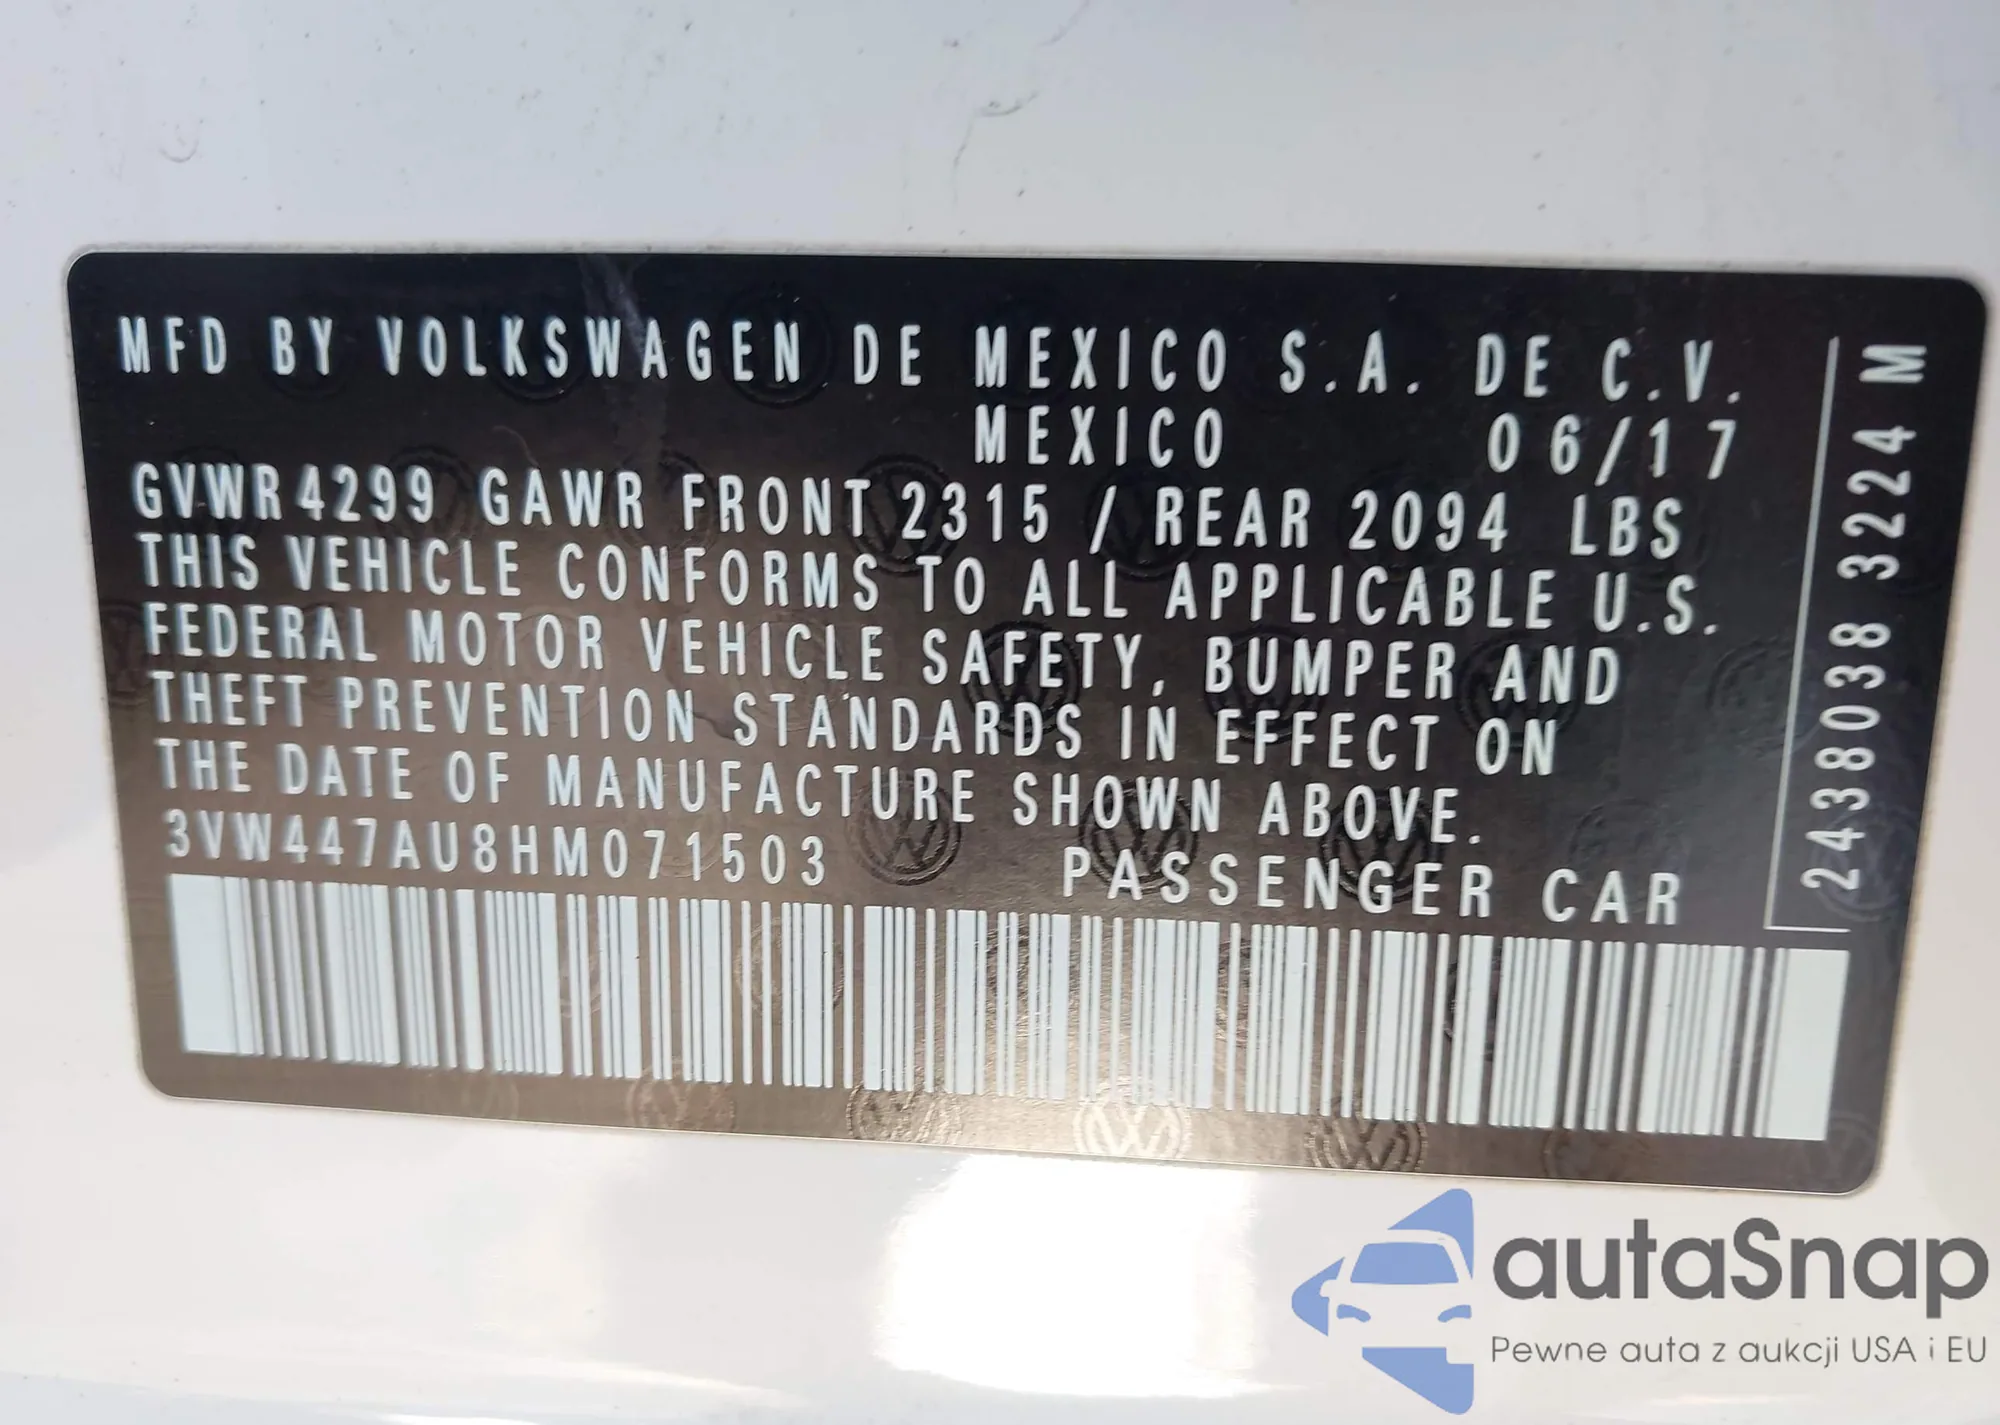 MFD BY VOLKSWAGEN DE MEXICO S.A. DE C.V.
MEXICO 06/17
GVWR 4299 GAWR FRONT 2315 / REAR 2094 LBS
THIS VEHICLE CONFORMS TO ALL APPLICABLE U.S.
FEDERAL MOTOR VEHICLE SAFETY, BUMPER AND
THEFT PREVENTION STANDARDS IN EFFECT ON
THE DATE OF MANUFACTURE SHOWN ABOVE.
3VW447AU8HM071503 PASSENGER CAR
2438038 3224 M
autaSnap
Pewne auta z aukcji USA i EU